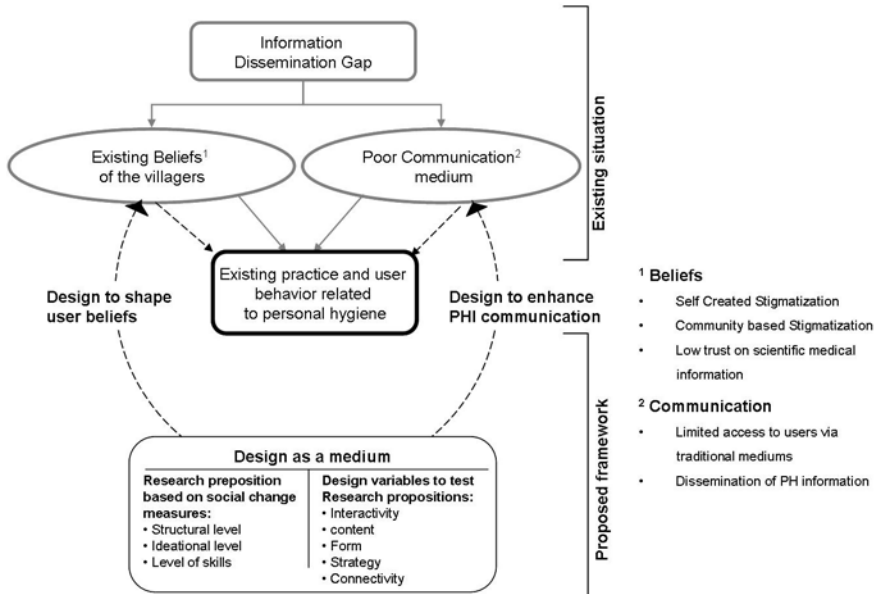 Information
Dissemination Gap
Existing Beliefs¹
of the villagers
Poor Communication²
medium
Existing situation
Existing practice and user
behavior related
to personal hygiene
Design to shape
user beliefs
Design to enhance
PHI communication
Proposed framework
Design as a medium
Research preposition
based on social change
measures:
• Structural level
• Ideational level
• Level of skills
Design variables to test
Research propositions:
• Interactivity
• content
• Form
• Strategy
• Connectivity
¹ Beliefs
• Self Created Stigmatization
• Community based Stigmatization
• Low trust on scientific medical
information
² Communication
• Limited access to users via
traditional mediums
• Dissemination of PH information